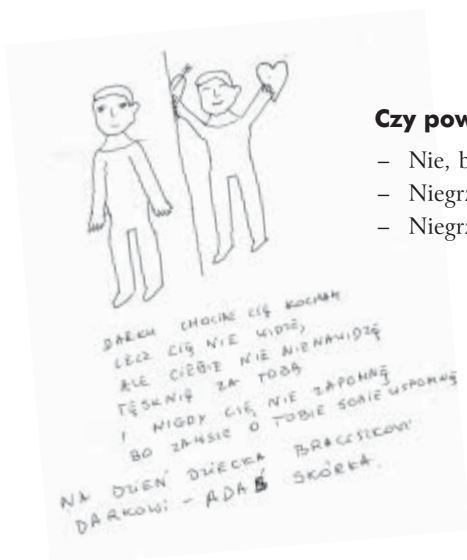 Czy pow
– Nie, b
– Niegrz
– Niegrz
DARKU CHOCIAŻ CIĘ KOCHAM
LECZ CIĘ NIE WIDZĘ,
ALE CIEBIE NIE NIENAWIDZĘ
TĘSKNIĘ ZA TOBĄ
I NIGDY CIĘ NIE ZAPOMNĘ
BO ZAWSZE O TOBIE SOBIE WSPOMNĘ
NA DZIEŃ DZIECKA BRACISZKOWI
DARKOWI – ADAŚ SKÓRKA.